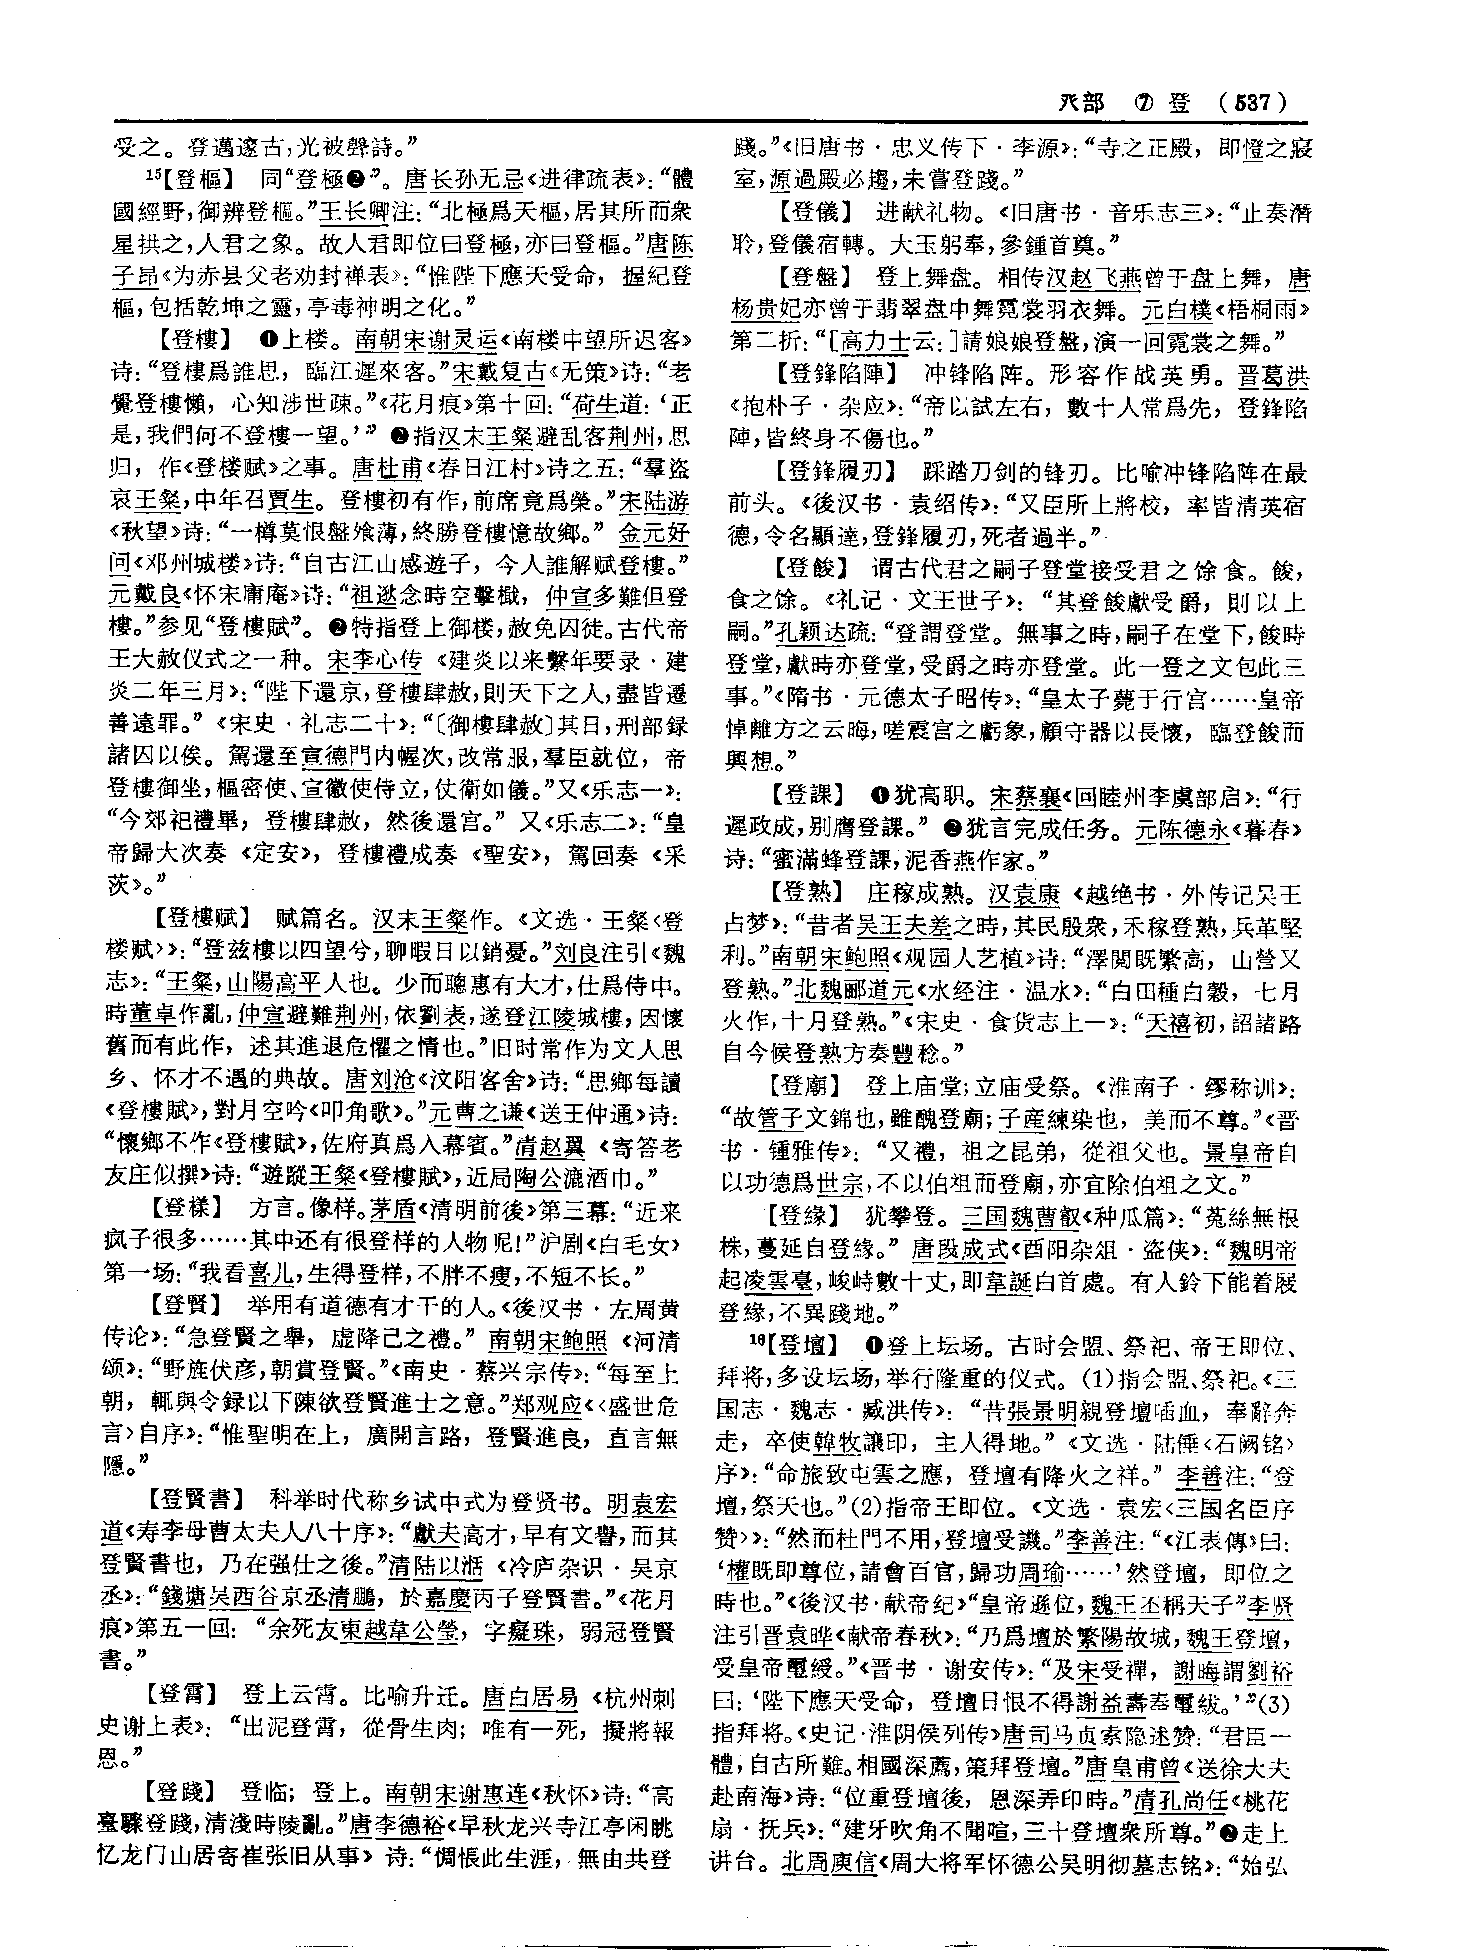 癶部 ⑦ 登 (537)
受之。登邁邃古,光被聲詩。”
¹⁵【登樞】 同“登極❷”。唐长孙无忌《进律疏表》:“體
國經野,御辨登樞。”王长卿注:“北極爲天樞,居其所而衆
星拱之,人君之象。故人君即位曰登極,亦曰登樞。”唐陈
子昂《为赤县父老劝封禅表》:“惟陛下應天受命,握紀登
樞,包括乾坤之靈,亭毒神明之化。”
【登樓】 ❶上楼。南朝宋谢灵运《南楼中望所迟客》
诗:“登樓爲誰思,臨江遲來客。”宋戴复古《无策》诗:“老
覺登樓懶,心知涉世疎。”《花月痕》第十回:“荷生道:‘正
是,我們何不登樓一望。’” ❷指汉末王粲避乱客荆州,思
归,作《登楼赋》之事。唐杜甫《春日江村》诗之五:“羣盜
哀王粲,中年召賈生。登樓初有作,前席竟爲榮。”宋陆游
《秋望》诗:“一樽莫恨盤飧薄,終勝登樓憶故鄉。” 金元好
问《邓州城楼》诗:“自古江山感遊子,今人誰解賦登樓。”
元戴良《怀宋庸庵》诗:“祖逖念時空擊楫,仲宣多難但登
樓。”参见“登樓賦”。❷特指登上御楼,赦免囚徒。古代帝
王大赦仪式之一种。宋李心传《建炎以来繫年要录·建
炎二年三月》:“陛下還京,登樓肆赦,則天下之人,盡皆遷
善遠罪。”《宋史·礼志二十》:“〔御樓肆赦〕其日,刑部録
諸囚以俟。駕還至宣德門内幄次,改常服,羣臣就位,帝
登樓御坐,樞密使、宣徽使侍立,仗衛如儀。”又《乐志一》:
“今郊祀禮畢,登樓肆赦,然後還宫。”又《乐志二》:“皇
帝歸大次奏《定安》,登樓禮成奏《聖安》,駕回奏《采
茨》。”
【登樓賦】 赋篇名。汉末王粲作。《文选·王粲〈登
楼赋〉》:“登兹樓以四望兮,聊暇日以銷憂。”刘良注引《魏
志》:“王粲,山陽高平人也。少而聰惠有大才,仕爲侍中。
時董卓作亂,仲宣避難荆州,依劉表,遂登江陵城樓,因懷
舊而有此作,述其進退危懼之情也。”旧时常作为文人思
乡、怀才不遇的典故。唐刘沧《汶阳客舍》诗:“思鄉每讀
《登樓賦》,對月空吟《叩角歌》。”元曹之谦《送王仲通》诗:
“懷鄉不作《登樓賦》,佐府真爲入幕賓。”清赵翼《寄答老
友庄似撰》诗:“遊蹤王粲《登樓賦》,近局陶公漉酒巾。”
【登様】 方言。像样。茅盾《清明前後》第三幕:“近来
疯子很多……其中还有很登样的人物呢!”沪剧《白毛女》
第一场:“我看喜儿,生得登样,不胖不瘦,不短不长。”
【登賢】 举用有道德有才干的人。《後汉书·左周黄
传论》:“急登賢之舉,虚降己之禮。”南朝宋鲍照《河清
颂》:“野旌伏彦,朝賞登賢。”《南史·蔡兴宗传》:“每至上
朝,輒與令録以下陳欲登賢進士之意。”郑观应《〈盛世危
言〉自序》:“惟聖明在上,廣開言路,登賢進良,直言無
隱。”
【登賢書】 科举时代称乡试中式为登贤书。明袁宏
道《寿李母曹太夫人八十序》:“獻夫高才,早有文譽,而其
登賢書也,乃在强仕之後。”清陆以湉《冷庐杂识·吴京
丞》:“錢塘吴西谷京丞清鵬,於嘉慶丙子登賢書。”《花月
痕》第五一回:“余死友東越韋公瑩,字癡珠,弱冠登賢
書。”
【登霄】 登上云霄。比喻升迁。唐白居易《杭州刺
史谢上表》:“出泥登霄,從骨生肉;唯有一死,擬將報
恩。”
【登踐】 登临;登上。南朝宋谢惠连《秋怀》诗:“高
臺驟登踐,清淺時陵亂。”唐李德裕《早秋龙兴寺江亭闲眺
忆龙门山居寄崔张旧从事》诗:“惆悵此生涯,無由共登
踐。”《旧唐书·忠义传下·李源》:“寺之正殿,即憕之寢
室,源過殿必趨,未嘗登踐。”
【登儀】 进献礼物。《旧唐书·音乐志三》:“止奏潛
聆,登儀宿轉。大玉躬奉,參鍾首奠。”
【登盤】 登上舞盘。相传汉赵飞燕曾于盘上舞,唐
杨贵妃亦曾于翡翠盘中舞霓裳羽衣舞。元白樸《梧桐雨》
第二折:“[高力士云:]請娘娘登盤,演一回霓裳之舞。”
【登鋒陷陣】 冲锋陷阵。形容作战英勇。晋葛洪
《抱朴子·杂应》:“帝以試左右,數十人常爲先,登鋒陷
陣,皆終身不傷也。”
【登鋒履刃】 踩踏刀剑的锋刃。比喻冲锋陷阵在最
前头。《後汉书·袁绍传》:“又臣所上將校,率皆清英宿
德,令名顯達,登鋒履刃,死者過半。”
【登餕】 谓古代君之嗣子登堂接受君之馀食。餕,
食之馀。《礼记·文王世子》:“其登餕獻受爵,則以上
嗣。”孔颖达疏:“登謂登堂。無事之時,嗣子在堂下,餕時
登堂,獻時亦登堂,受爵之時亦登堂。此一登之文包此三
事。”《隋书·元德太子昭传》:“皇太子薨于行宫……皇帝
悼離方之云晦,嗟震宫之虧象,顧守器以長懷,臨登餕而
興想。”
【登課】 ❶犹高职。宋蔡襄《回睦州李虞部启》:“行
遲政成,别膺登課。”❷犹言完成任务。元陈德永《暮春》
诗:“蜜滿蜂登課,泥香燕作家。”
【登熟】 庄稼成熟。汉袁康《越绝书·外传记吴王
占梦》:“昔者吴王夫差之時,其民殷衆,禾稼登熟,兵革堅
利。”南朝宋鲍照《观园人艺植》诗:“澤閲既繁高,山營又
登熟。”北魏郦道元《水经注·温水》:“白田種白穀,七月
火作,十月登熟。”《宋史·食货志上一》:“天禧初,詔諸路
自今候登熟方奏豐稔。”
【登廟】 登上庙堂;立庙受祭。《淮南子·缪称训》:
“故管子文錦也,雖醜登廟;子産練染也,美而不尊。”《晋
书·锺雅传》:“又禮,祖之昆弟,從祖父也。景皇帝自
以功德爲世宗,不以伯祖而登廟,亦宜除伯祖之文。”
【登緣】 犹攀登。三国魏曹叡《种瓜篇》:“菟絲無根
株,蔓延自登緣。”唐段成式《酉阳杂俎·盗侠》:“魏明帝
起凌雲臺,峻峙數十丈,即韋誕白首處。有人鈴下能着屐
登緣,不異踐地。”
¹⁶【登壇】 ❶登上坛场。古时会盟、祭祀、帝王即位、
拜将,多设坛场,举行隆重的仪式。(1)指会盟、祭祀。《三
国志·魏志·臧洪传》:“昔張景明親登壇喢血,奉辭奔
走,卒使韓牧讓印,主人得地。”《文选·陆倕〈石阙铭〉
序》:“命旅致屯雲之應,登壇有降火之祥。”李善注:“登
壇,祭天也。”(2)指帝王即位。《文选·袁宏〈三国名臣序
赞〉》:“然而杜門不用,登壇受譏。”李善注:“《江表傳》曰:
‘權既即尊位,請會百官,歸功周瑜……’然登壇,即位之
時也。”《後汉书·献帝纪》“皇帝遜位,魏王丕稱天子”李贤
注引晋袁晔《献帝春秋》:“乃爲壇於繁陽故城,魏王登壇,
受皇帝璽綬。”《晋书·谢安传》:“及宋受禪,謝晦謂劉裕
曰:‘陛下應天受命,登壇日恨不得謝益壽奉璽紱。’”(3)
指拜将。《史记·淮阴侯列传》唐司马贞索隐述赞:“君臣一
體,自古所難。相國深薦,策拜登壇。”唐皇甫曾《送徐大夫
赴南海》诗:“位重登壇後,恩深弄印時。”清孔尚任《桃花
扇·抚兵》:“建牙吹角不聞喧,三十登壇衆所尊。”❷走上
讲台。北周庾信《周大将军怀德公吴明彻墓志铭》:“始弘